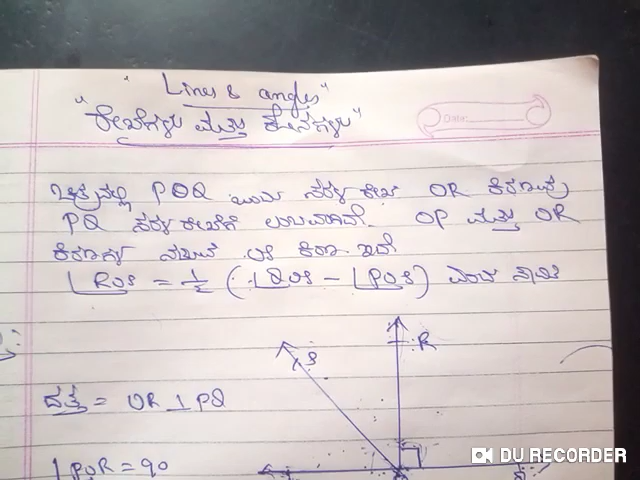 "Lines & angles"
"ರೇಖೆಗಳು ಮತ್ತು ಕೋನಗಳು"
Date:
ಚಿತ್ರದಲ್ಲಿ POQ ಒಂದು ಸರಳ ರೇಖೆ OR ಕಿರಣವು
PQ ಸರಳ ರೇಖೆಗೆ ಲಂಬವಾಗಿದೆ. OP ಮತ್ತು OR
ಕಿರಣಗಳ ನಡುವೆ OS ಕಿರಣ ಇದೆ
∠ROS = 1/2 (∠QOS - ∠POS) ಎಂದು ಸಾಧಿಸಿ
S
R
ದತ್ತ = OR ⊥ PQ
∠POR = 90
DU RECORDER